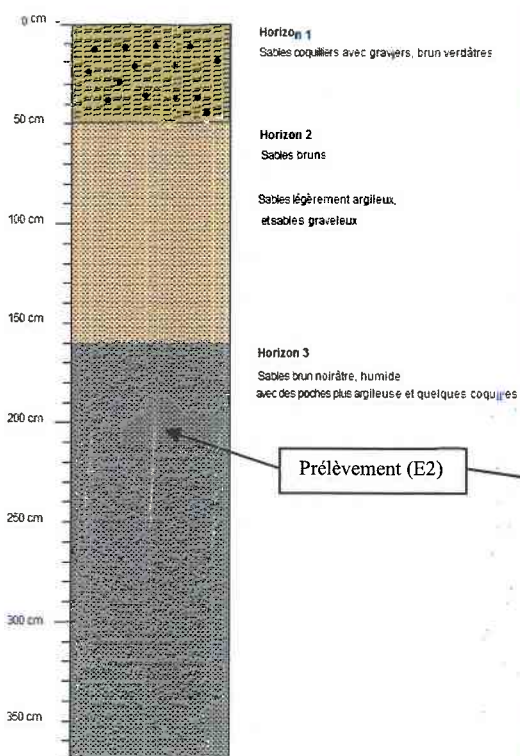 0 cm
Horizon 1
Sables coquilliers avec graviers, brun verdâtres
50 cm
Horizon 2
Sables bruns
Sables légèrement argileux,
etsables graveleux
100 cm
150 cm
Horizon 3
Sables brun noirâtre, humide
avec des poches plus argileuse et quelques coquilles
200 cm
Prélèvement (E2)
250 cm
300 cm
350 cm